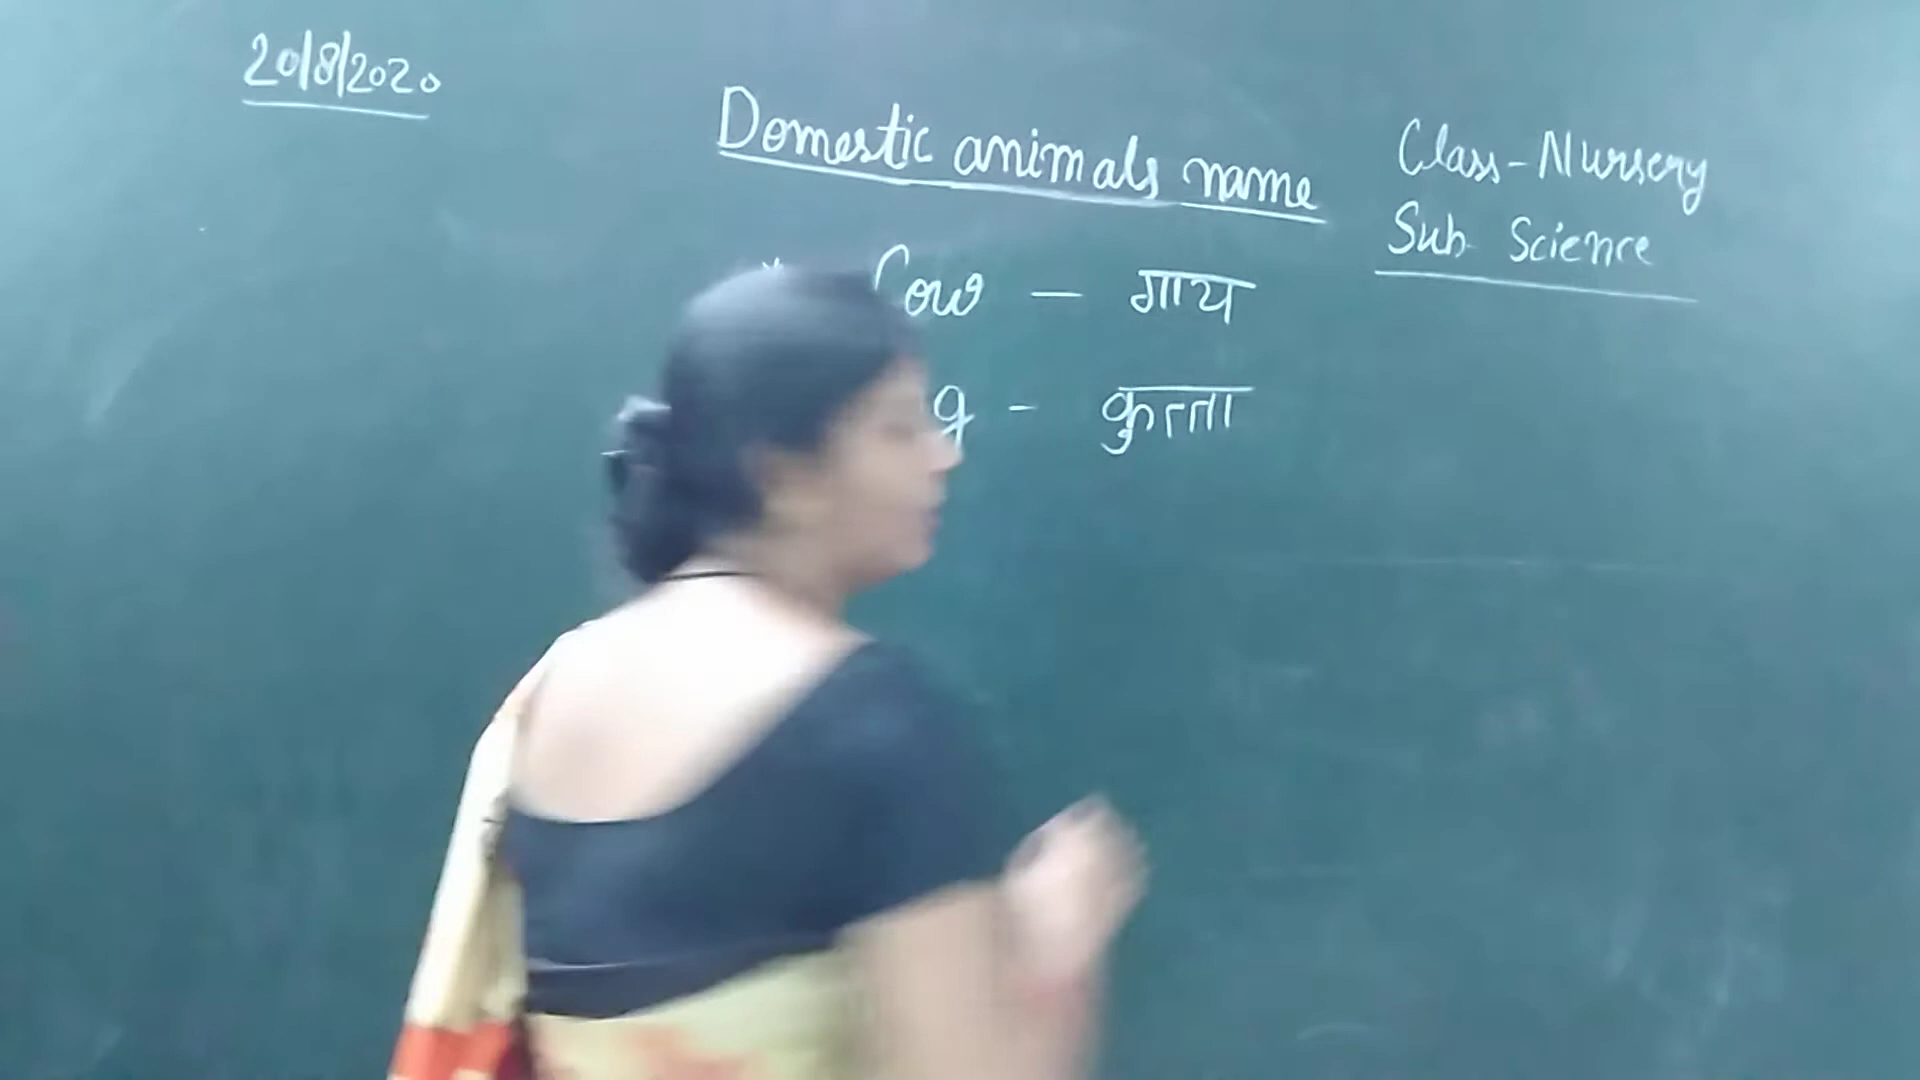 20/8/2020
Domestic animals name
Class-Nursery
Sub Science
Cow – गाय
- कुत्ता